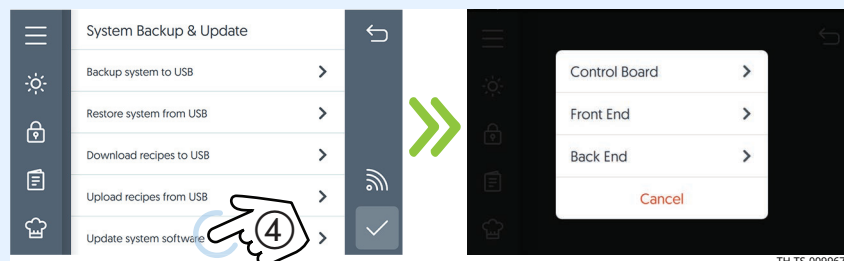 System Backup & Update
Backup system to USB
Restore system from USB
Download recipes to USB
Upload recipes from USB
Update system software
4
Control Board
Front End
Back End
Cancel